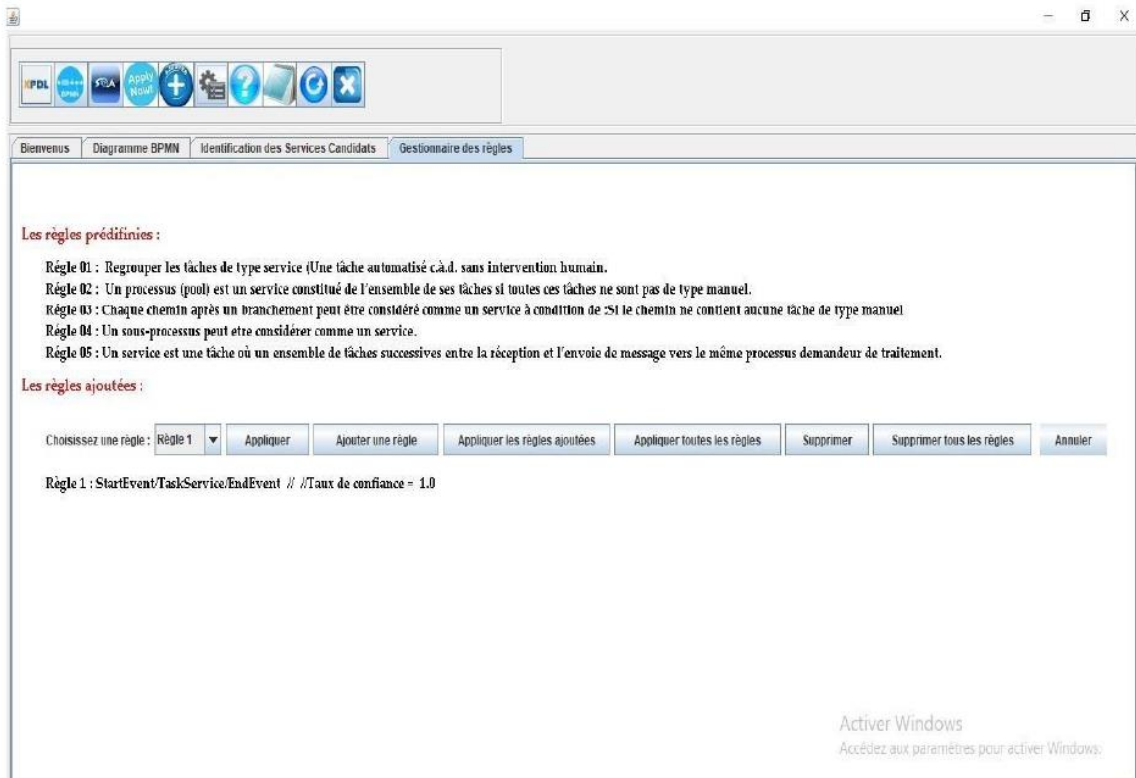 XPDL BPMN SOA Apply Now!
Bienvenus Diagramme BPMN Identification des Services Candidats Gestionnaire des règles
Les règles prédifinies :
Régle 01 : Regrouper les tâches de type service (Une tâche automatisé c.à.d. sans intervention humain.
Régle 02 : Un processus (pool) est un service constitué de l'ensemble de ses tâches si toutes ces tâches ne sont pas de type manuel.
Régle 03 : Chaque chemin après un branchement peut être considéré comme un service à condition de :Si le chemin ne contient aucune tâche de type manuel
Régle 04 : Un sous-processus peut etre considérer comme un service.
Régle 05 : Un service est une tâche où un ensemble de tâches successives entre la réception et l'envoie de message vers le même processus demandeur de traitement.
Les règles ajoutées :
Choisissez une règle : Règle 1 Appliquer Ajouter une règle Appliquer les règles ajoutées Appliquer toutes les règles Supprimer Supprimer tous les règles Annuler
Règle 1 : StartEvent/TaskService/EndEvent // //Taux de confiance = 1.0
Activer Windows
Accédez aux paramètres pour activer Windows.